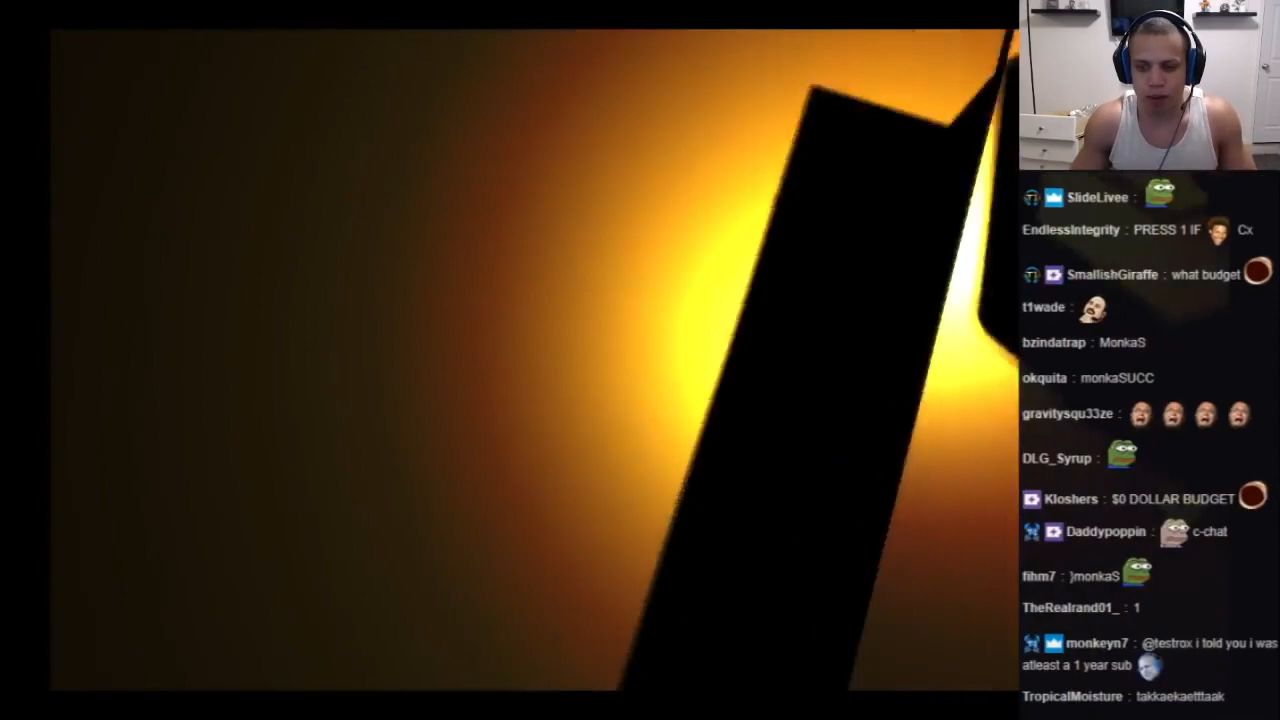 SlideLivee :
EndlessIntegrity : PRESS 1 IF Cx
SmallishGiraffe : what budget
t1wade :
bzindatrap : MonkaS
okquita : monkaSUCC
gravitysqu33ze :
DLG_Syrup :
Kloshers : $0 DOLLAR BUDGET
Daddypoppin : c-chat
fihm7 : }monkaS
TheRealrand01_ : 1
monkeyn7 : @testrox i told you i was
atleast a 1 year sub
TropicalMoisture : takkaekaetttaak